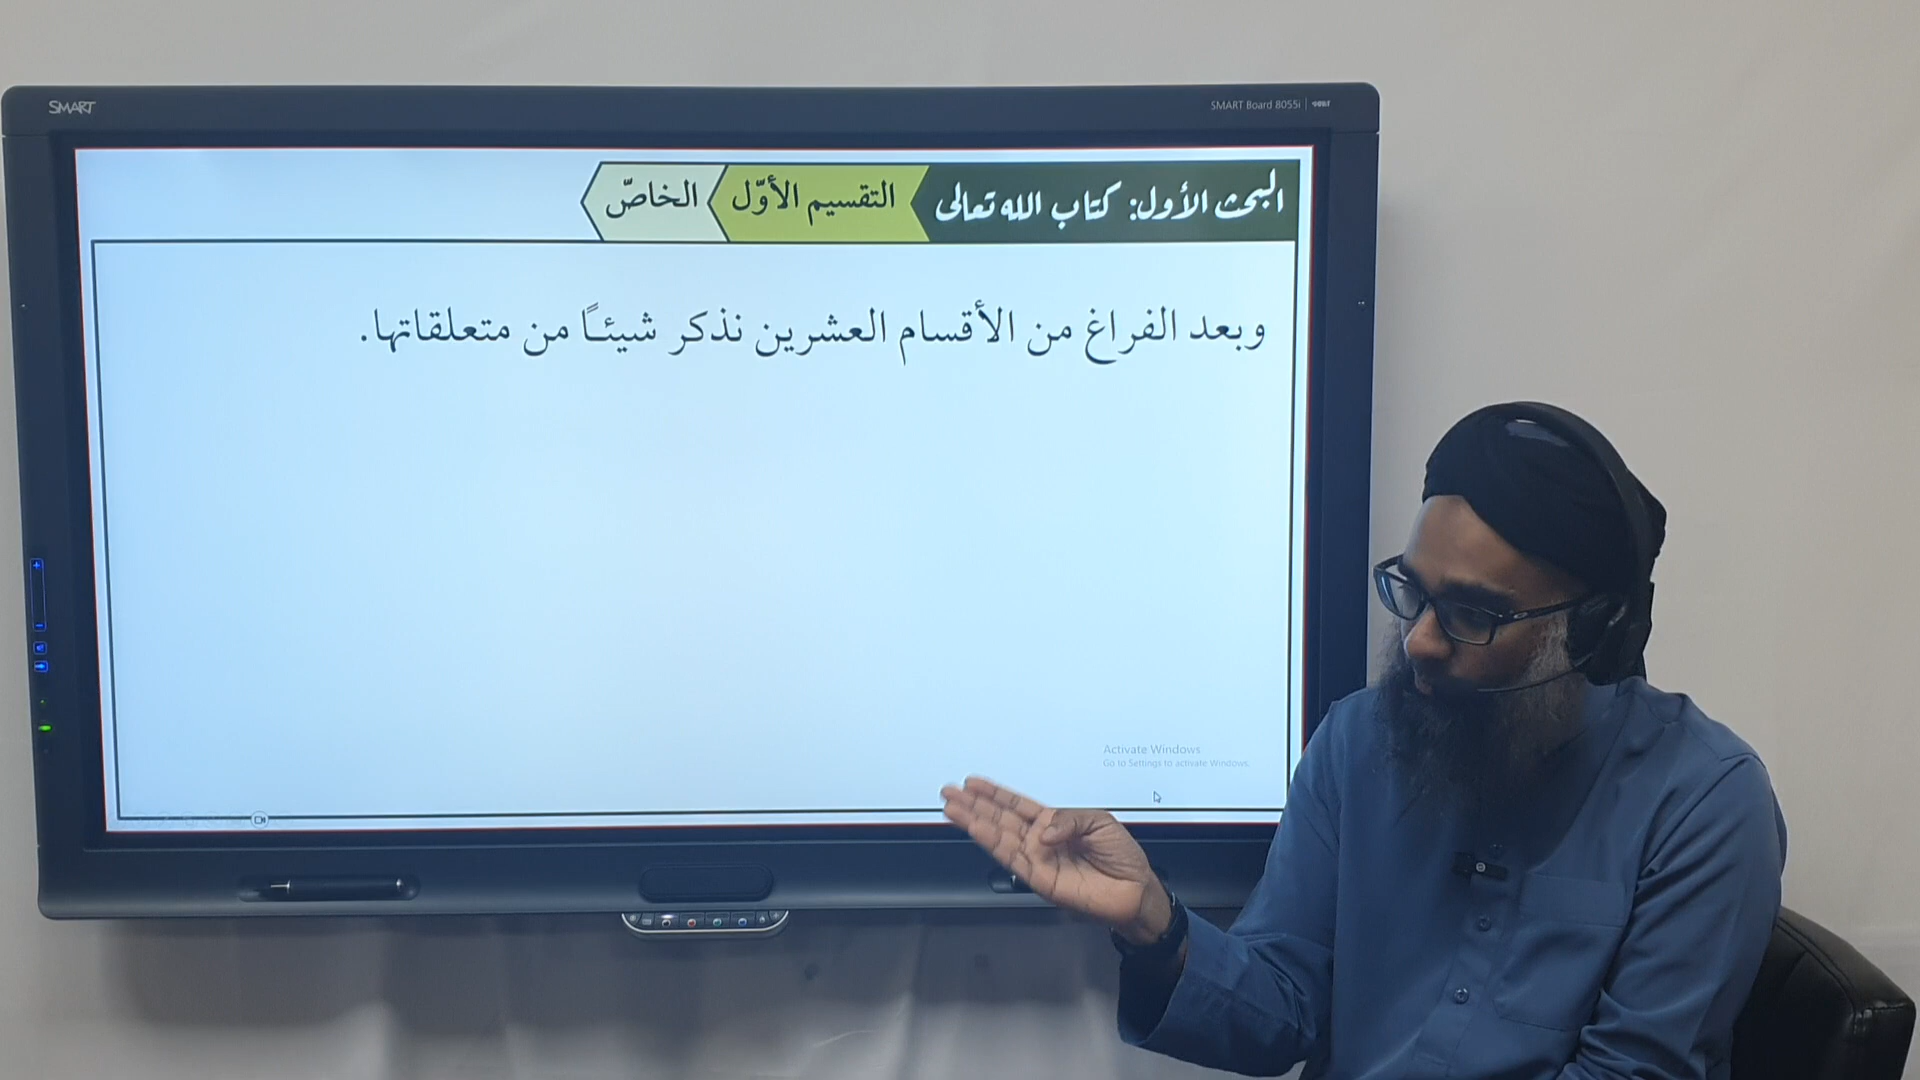 SMART
SMART Board 8055i
البحث الأول: كتاب الله تعالى
التقسيم الأوّل
الخاصّ
وبعد الفراغ من الأقسام العشرين نذكر شيئًا من متعلقاتها.
Activate Windows
Go to Settings to activate Windows.